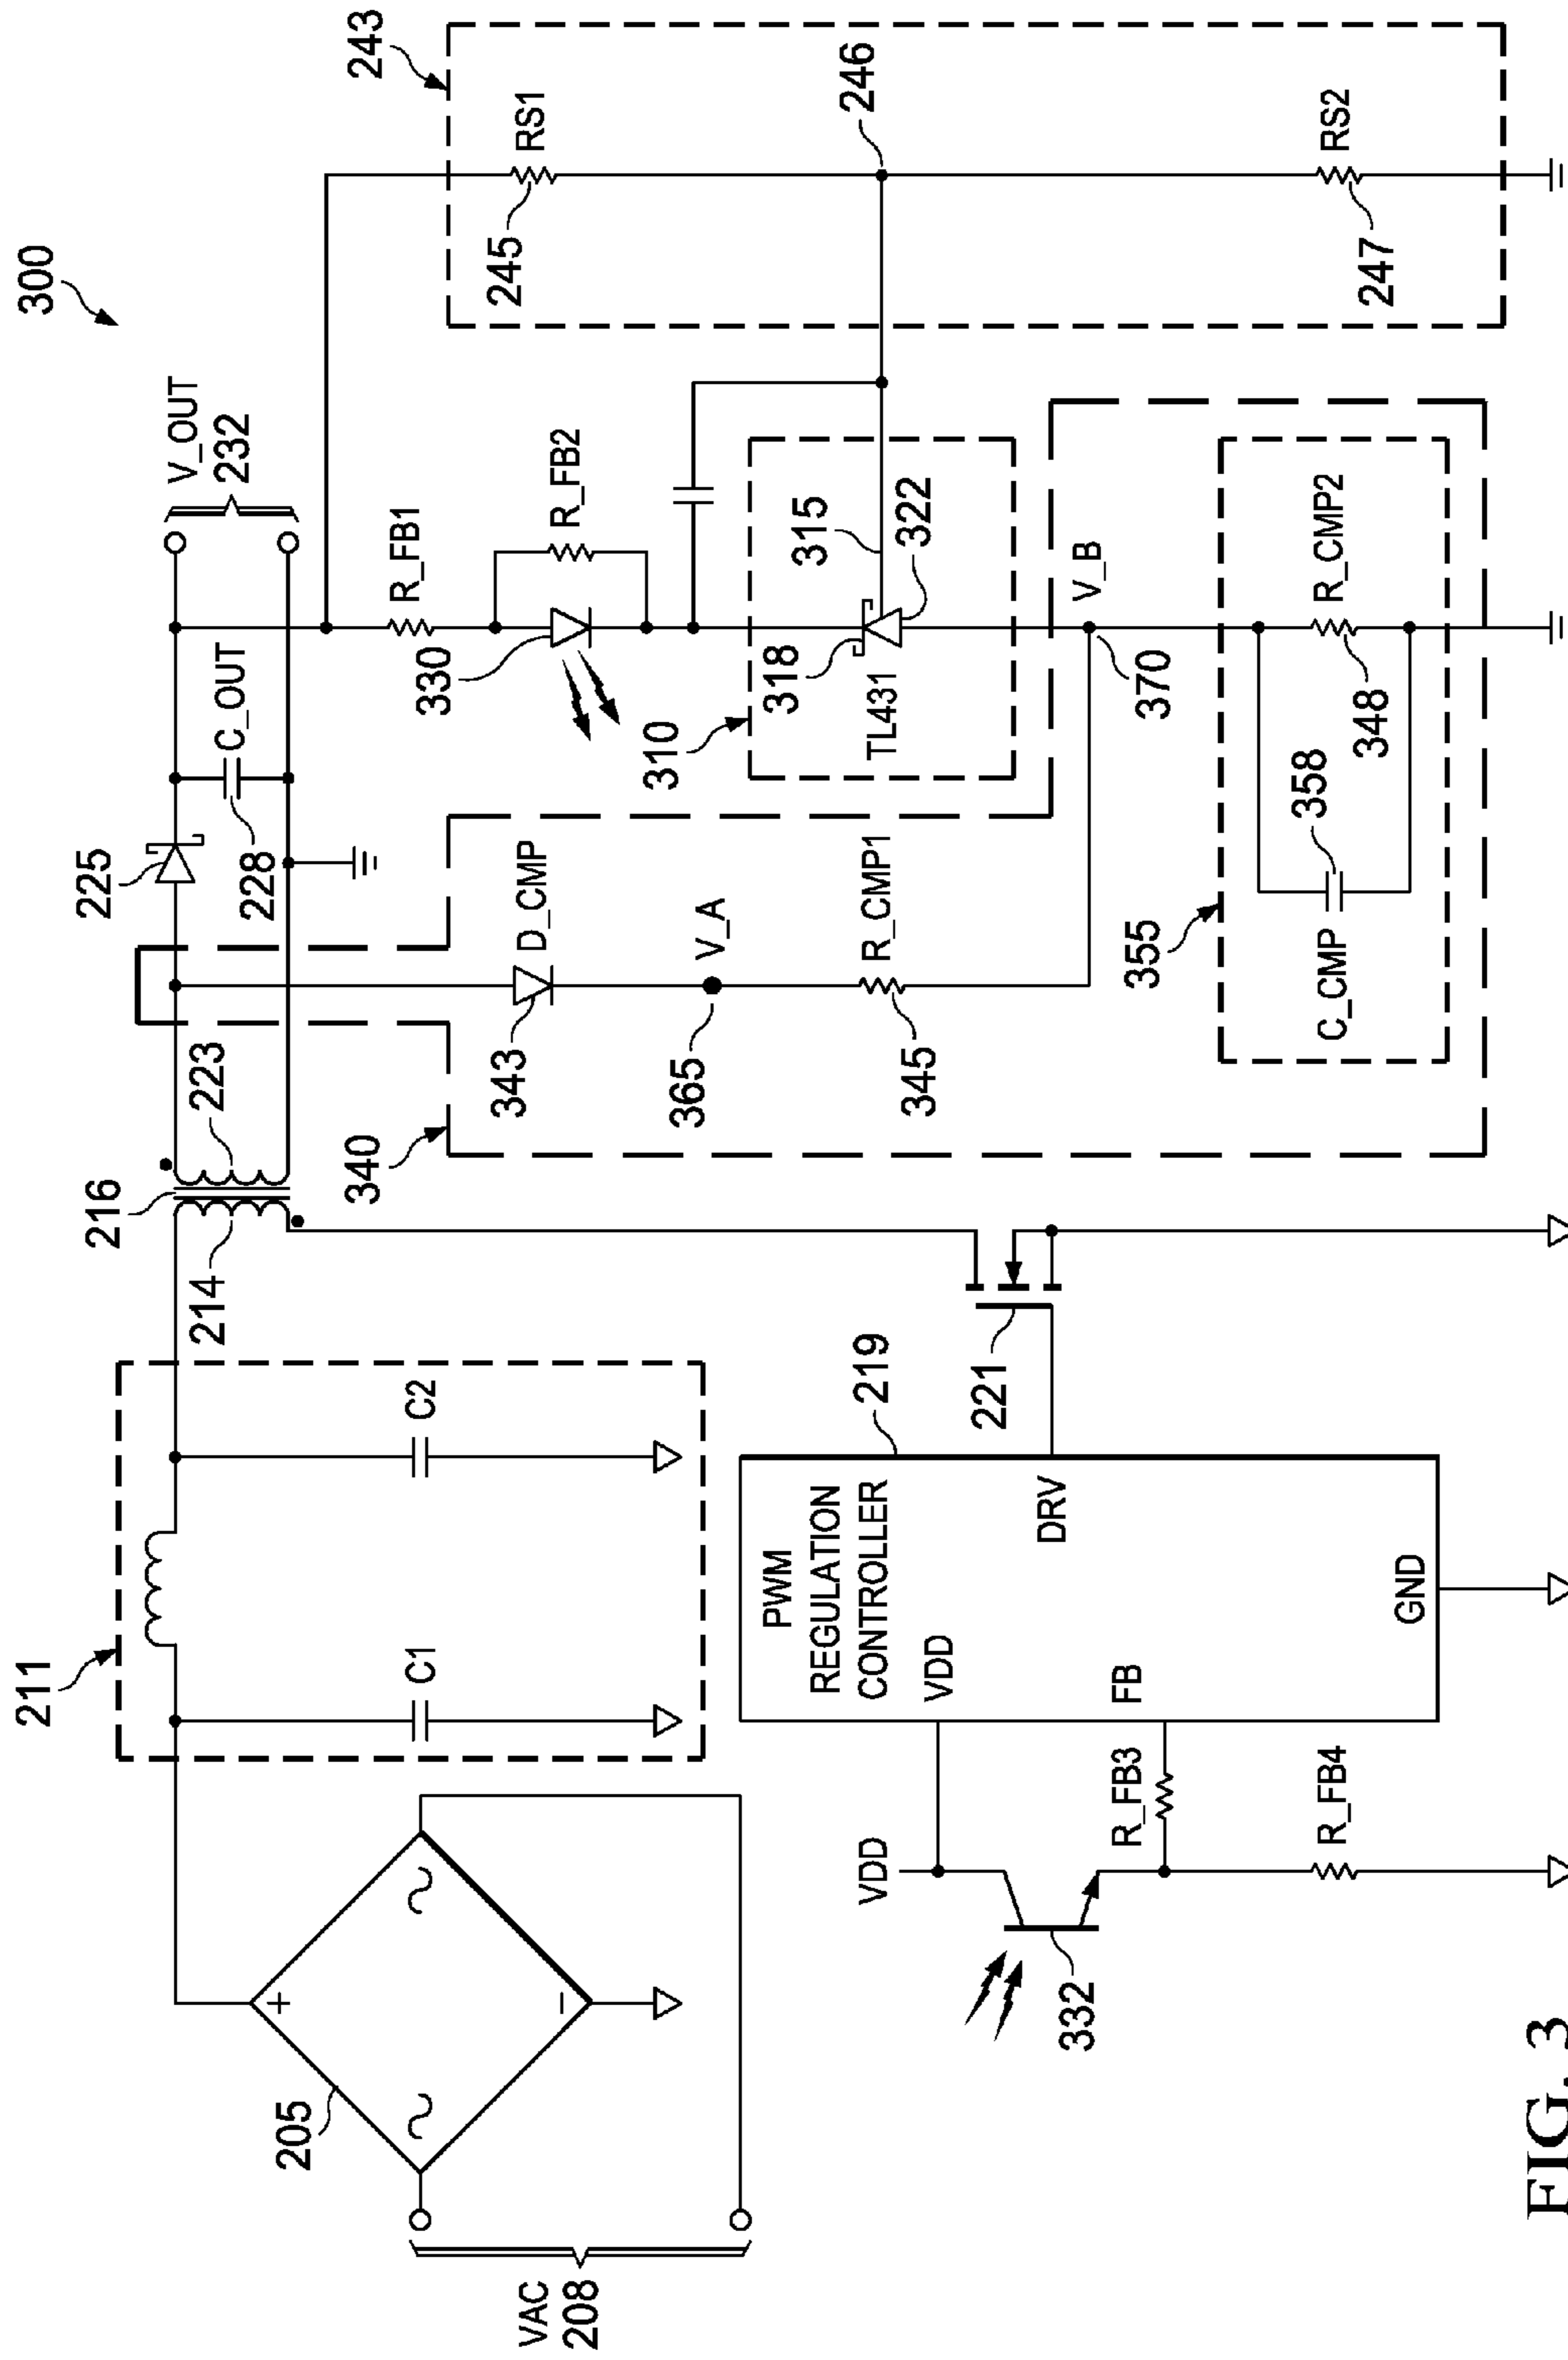 300
211
C1
C2
216
214
223
225
228
C_OUT
V_OUT
232
205
+
−
VAC
208
340
343
D_CMP
365
V_A
345
R_CMP1
330
R_FB1
R_FB2
310
318
TL431
315
322
V_B
370
355
C_CMP
358
348
R_CMP2
243
245
RS1
246
247
RS2
219
PWM
REGULATION
CONTROLLER
VDD
FB
DRV
GND
221
VDD
332
R_FB3
R_FB4
FIG. 3